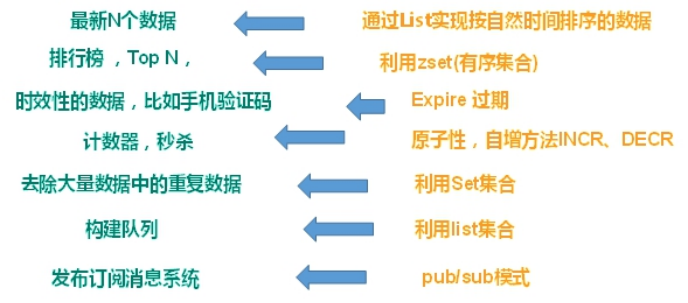 最新N个数据 通过List实现按自然时间排序的数据
排行榜，Top N， 利用zset(有序集合)
时效性的数据，比如手机验证码 Expire 过期
计数器，秒杀 原子性，自增方法INCR、DECR
去除大量数据中的重复数据 利用Set集合
构建队列 利用list集合
发布订阅消息系统 pub/sub模式